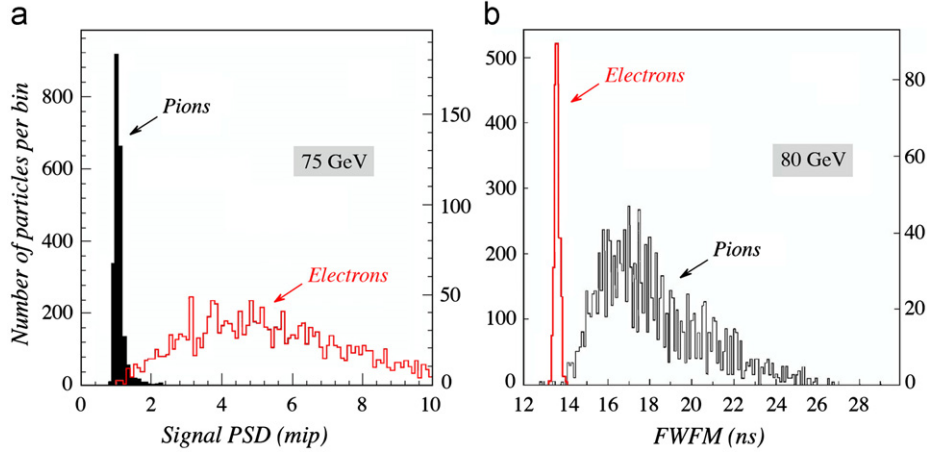 a
b
Number of particles per bin
800
600
400
200
0
150
100
50
0
Pions
75 GeV
Electrons
0 2 4 6 8 10
Signal PSD (mip)
500
400
300
200
100
0
80
60
40
20
0
Electrons
80 GeV
Pions
12 14 16 18 20 22 24 26 28
FWFM (ns)